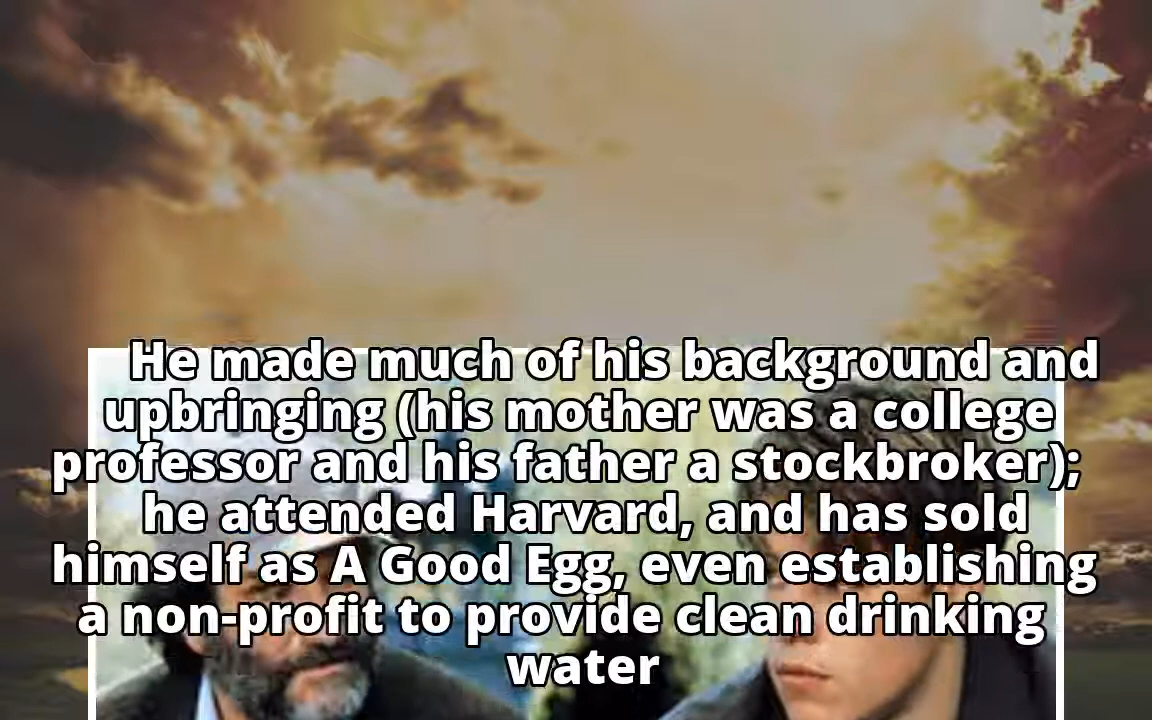 He made much of his background and
upbringing (his mother was a college
professor and his father a stockbroker);
he attended Harvard, and has sold
himself as A Good Egg, even establishing
a non-profit to provide clean drinking
water